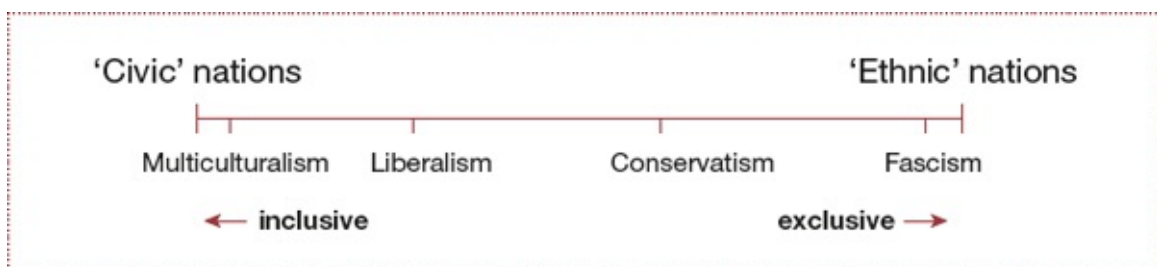 ‘Civic’ nations ‘Ethnic’ nations
Multiculturalism Liberalism Conservatism Fascism
inclusive exclusive